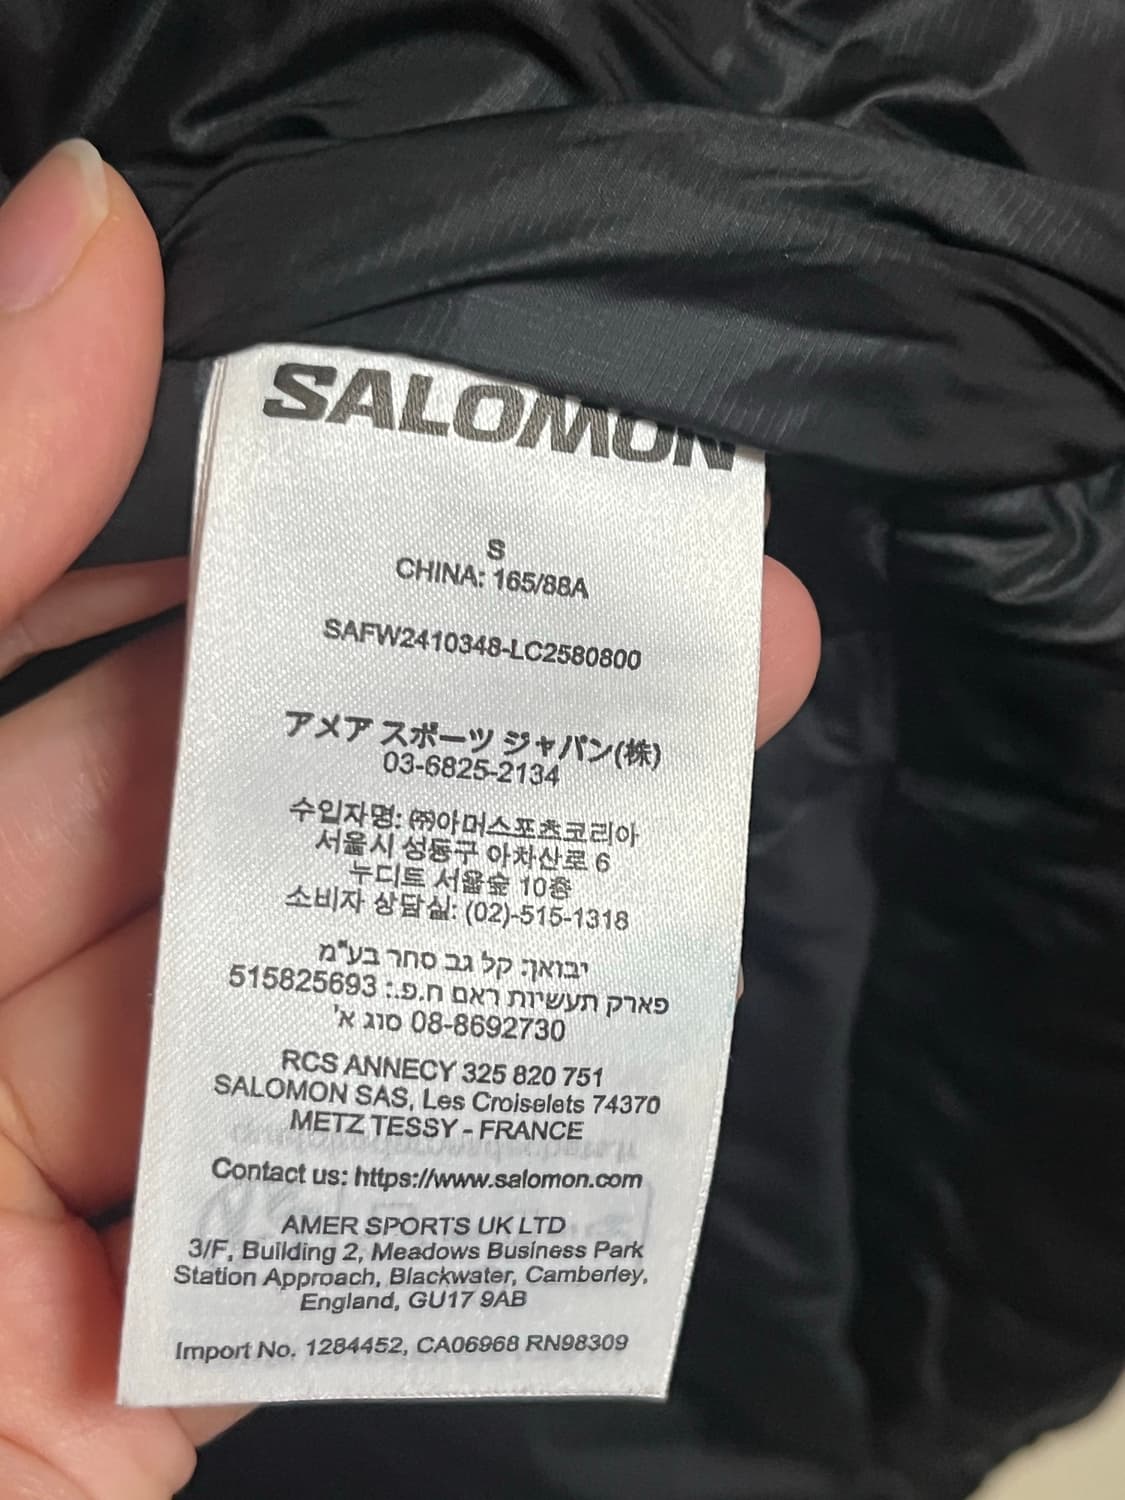 SALOMON
S
CHINA: 165/88A
SAFW2410348-LC2580800
アメア スポーツ ジャパン(株)
03-6825-2134
수입자명: ㈜아머스포츠코리아
서울시 성동구 아차산로 6
누디트 서울숲 10층
소비자 상담실: (02)-515-1318
יבואן: קל גב סחר בע"מ
פארק תעשיות ראם ח.פ.: 515825693
08-8692730 סוג א'
RCS ANNECY 325 820 751
SALOMON SAS, Les Croiselets 74370
METZ TESSY - FRANCE
Contact us: https://www.salomon.com
AMER SPORTS UK LTD
3/F, Building 2, Meadows Business Park
Station Approach, Blackwater, Camberley,
England, GU17 9AB
Import No. 1284452, CA06968 RN98309